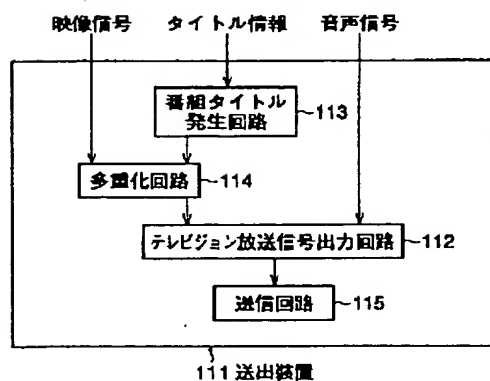 映像信号 タイトル情報 音声信号
番組タイトル
発生回路
113
多重化回路
114
テレビジョン放送信号出力回路
112
送信回路
115
111 送出装置